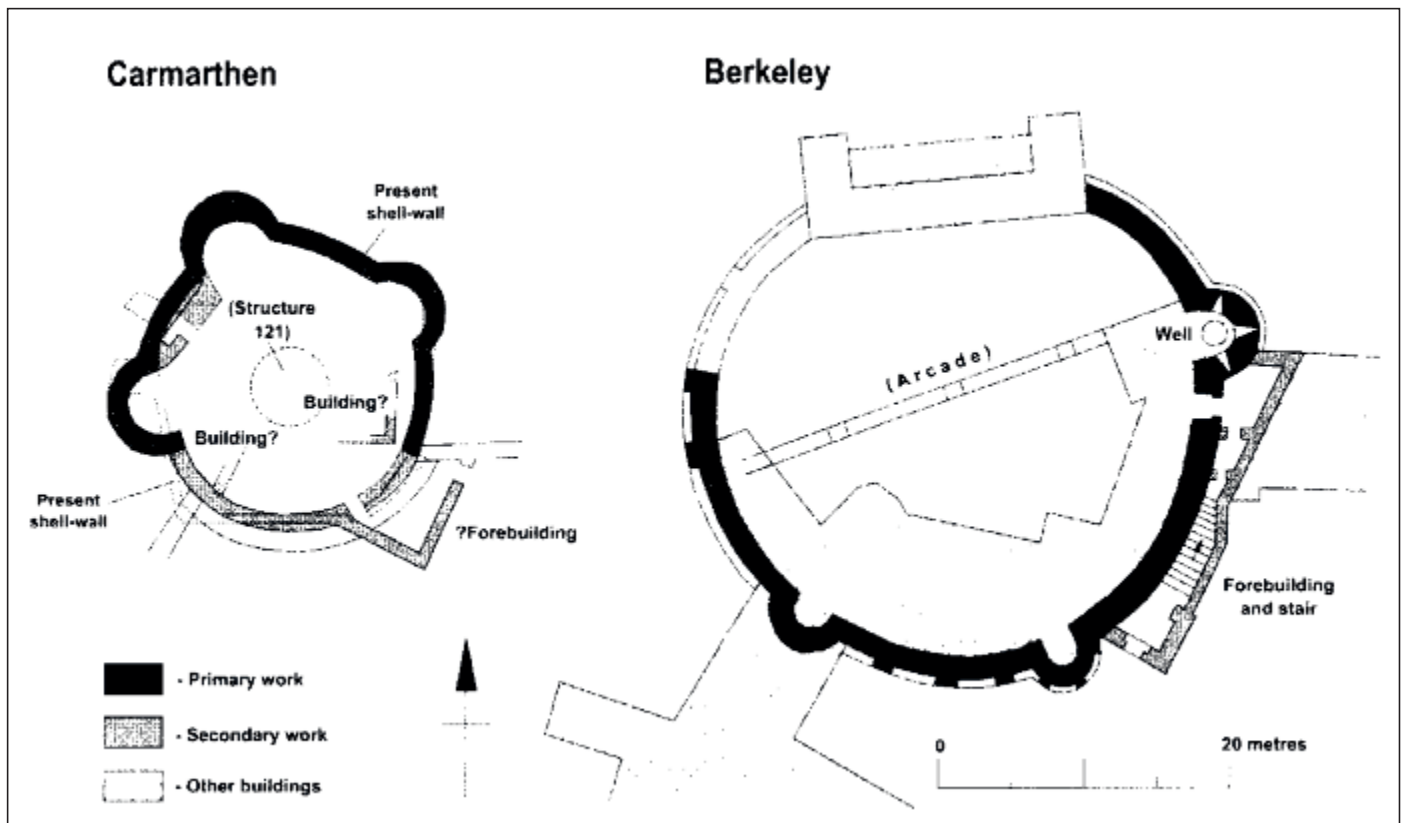 Carmarthen
Berkeley
Present
shell-wall
(Structure
121)
Building?
Building?
Present
shell-wall
?Forebuilding
Well
(Arcade)
Forebuilding
and stair
- Primary work
- Secondary work
- Other buildings
0
20 metres